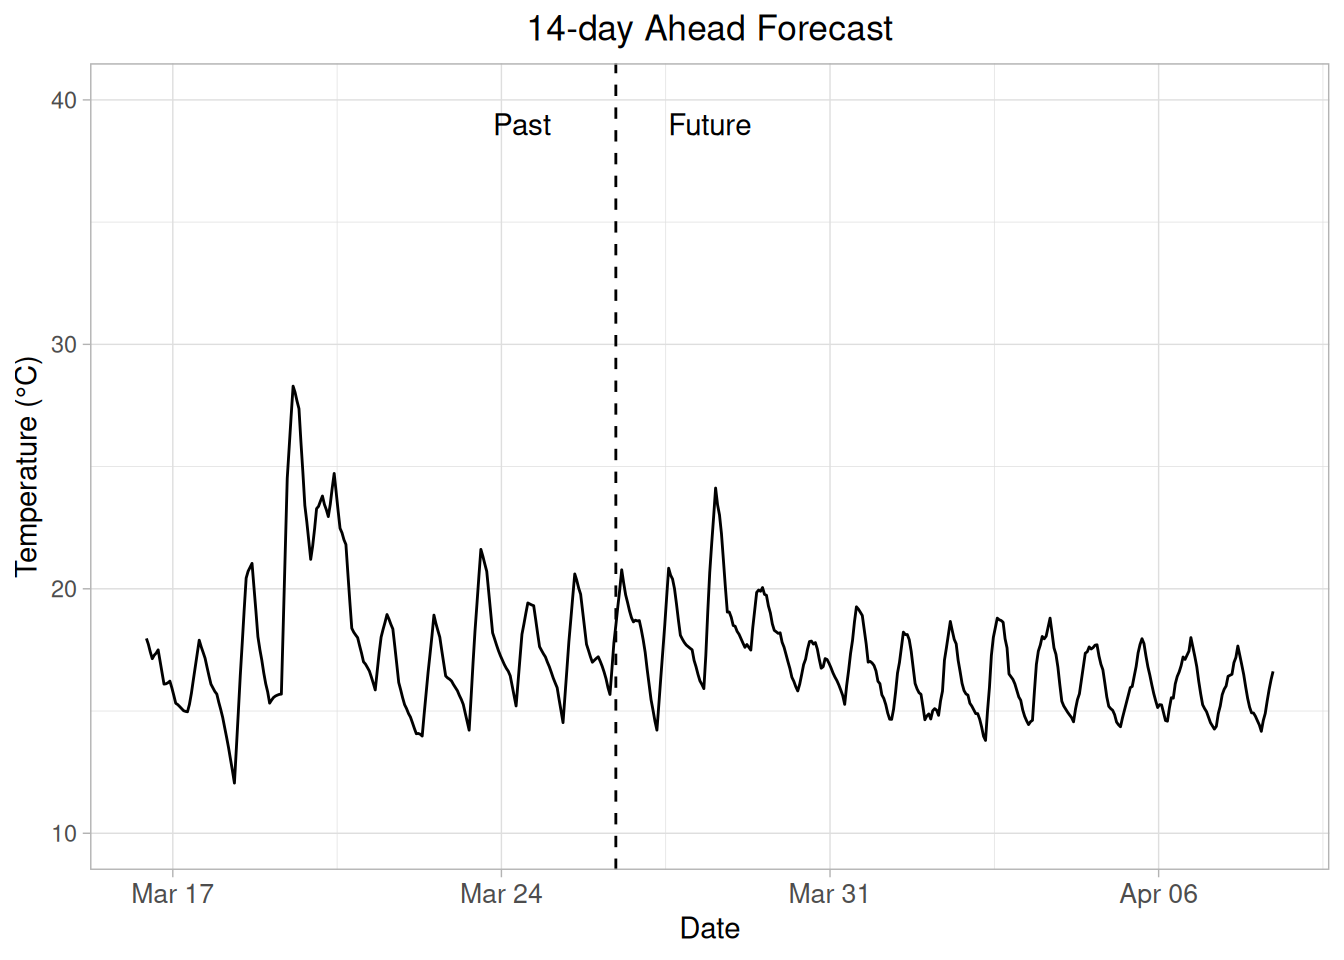 14-day Ahead Forecast
Past
Future
40
30
20
10
Temperature (°C)
Mar 17
Mar 24
Mar 31
Apr 06
Date